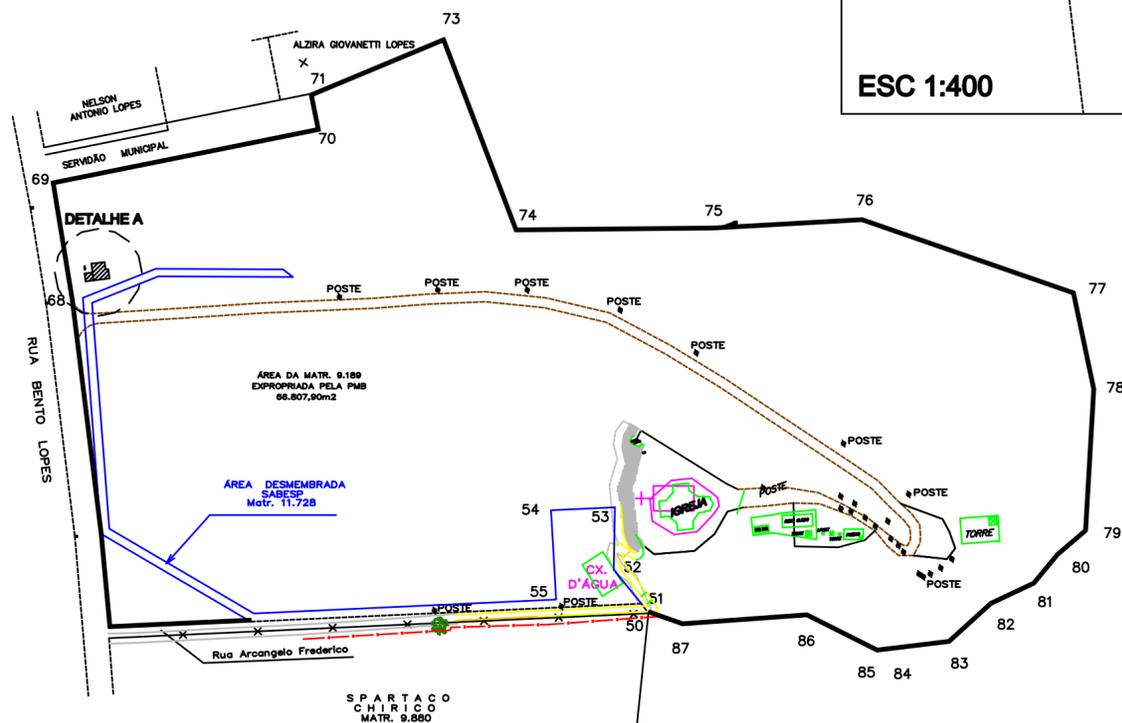 73
ALZIRA GIOVANETTI LOPES
71
NELSON
ANTONIO LOPES
ESC 1:400
70
SERVIDÃO MUNICIPAL
69
DETALHE A
74
75
76
77
68
POSTE
POSTE
POSTE
POSTE
POSTE
RUA BENTO LOPES
ÁREA DA MATR. 9.189
EXPROPRIADA PELA PMB
66.807,90m2
78
POSTE
ÁREA DESMEMBRADA
SABESP
Matr. 11.728
POSTE
POSTE
54
53
IGREJA
TORRE
79
52
CX.
D'ÁGUA
80
POSTE
55
POSTE
POSTE
51
50
81
82
87
86
83
85
84
Rua Arcangelo Frederico
SPARTACO
CHIRICO
MATR. 9.880